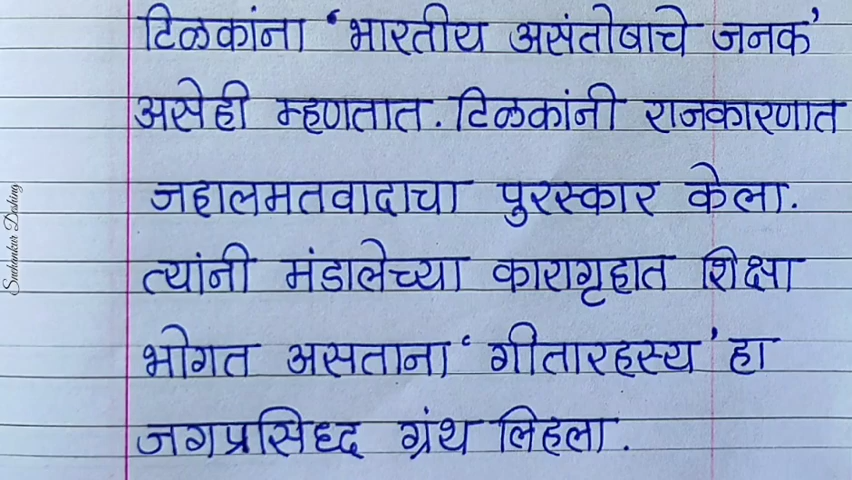 टिळकांना ‘भारतीय असंतोषाचे जनक’
असेही म्हणतात. टिळकांनी राजकारणात
जहालमतवादाचा पुरस्कार केला.
त्यांनी मंडालेच्या कारागृहात शिक्षा
भोगत असताना ‘गीतारहस्य’ हा
जगप्रसिध्द ग्रंथ लिहला.